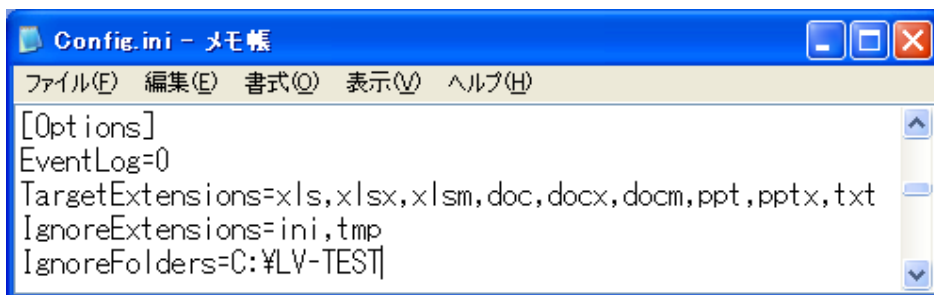 Config.ini - メモ帳
ファイル(F) 編集(E) 書式(O) 表示(V) ヘルプ(H)
[Options]
EventLog=0
TargetExtensions=xls,xlsx,xlsm,doc,docx,docm,ppt,pptx,txt
IgnoreExtensions=ini,tmp
IgnoreFolders=C:¥LV-TEST